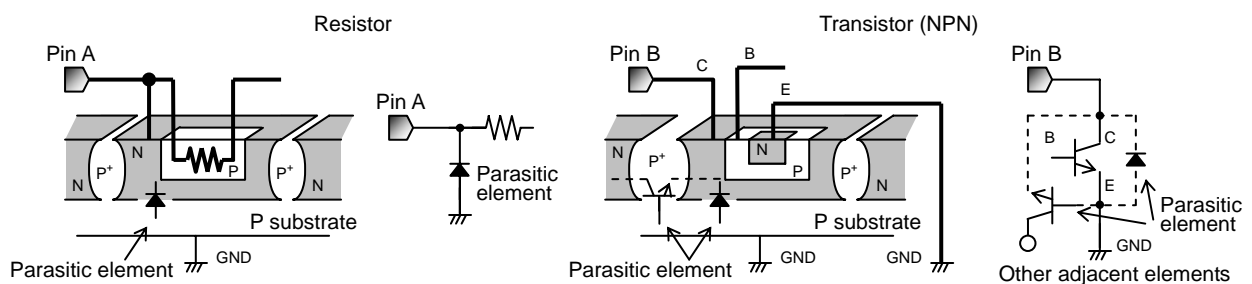 Resistor
Pin A
N
P⁺
N
P
P⁺
N
P substrate
GND
Parasitic element
Pin A
Parasitic
element
Transistor (NPN)
Pin B
C
B
E
N
P⁺
N
P
P⁺
N
P substrate
GND
GND
Parasitic element
Pin B
B
C
E
Parasitic
element
GND
Other adjacent elements